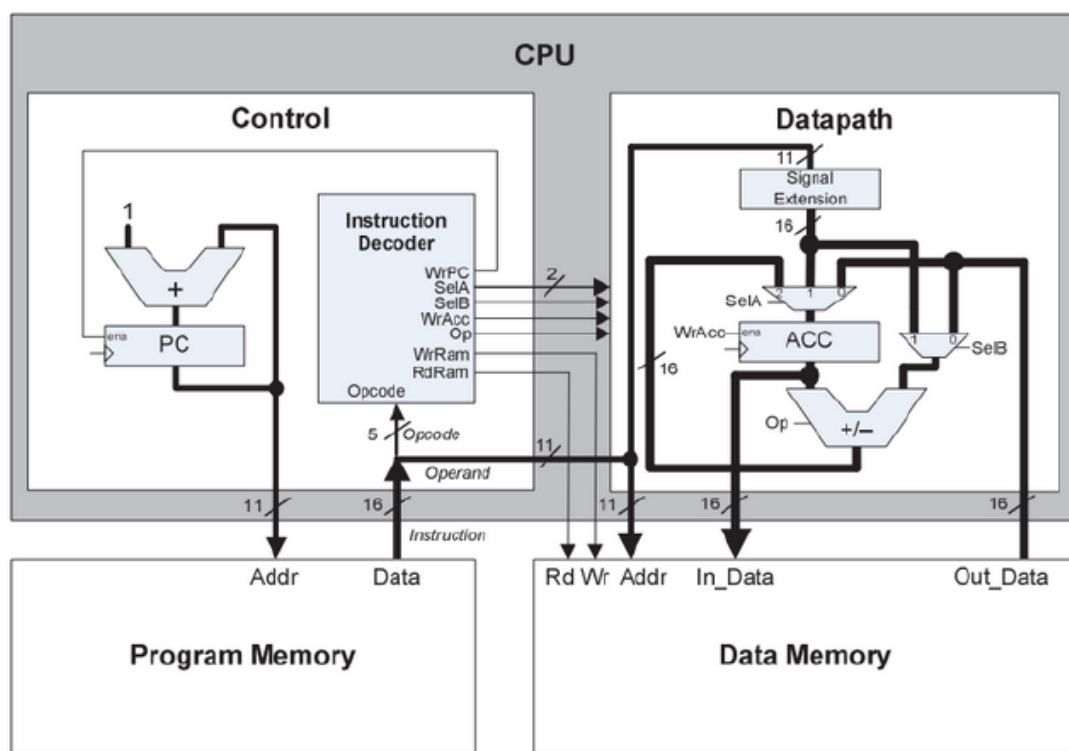 CPU
Control
1
+
ena
PC
Instruction
Decoder
WrPC
SelA
SelB
WrAcc
Op
WrRam
RdRam
Opcode
2
5
Opcode
Operand
11
11
16
Instruction
Datapath
11
Signal
Extension
16
2 1 0
SelA
WrAcc
ena
ACC
1 0
SelB
16
Op
+/−
11
16
16
Addr
Data
Program Memory
Rd Wr Addr
In_Data
Out_Data
Data Memory